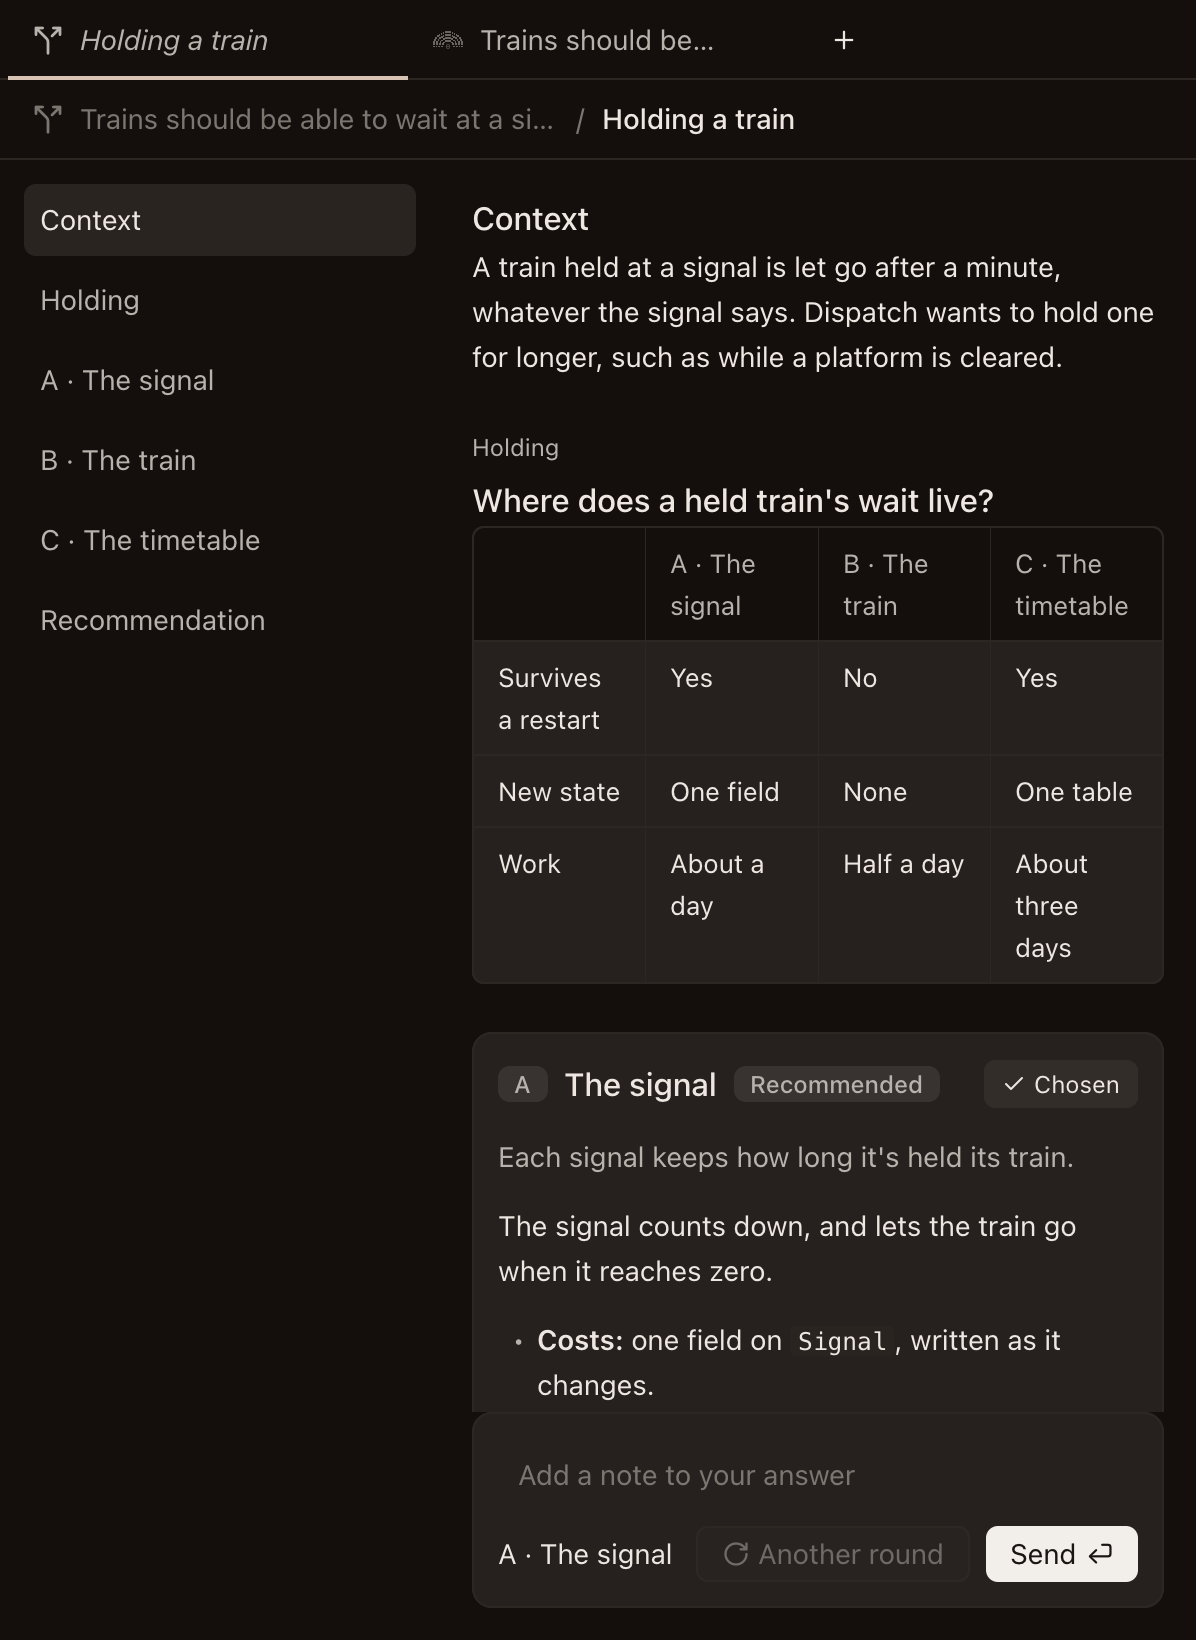 Holding a train
Trains should be...
+
Trains should be able to wait at a si... / Holding a train
Context
Holding
A · The signal
B · The train
C · The timetable
Recommendation
Context
A train held at a signal is let go after a minute,
whatever the signal says. Dispatch wants to hold one
for longer, such as while a platform is cleared.
Holding
Where does a held train's wait live?
A · The signal
B · The train
C · The timetable
Survives a restart
Yes
No
Yes
New state
One field
None
One table
Work
About a day
Half a day
About three days
A
The signal
Recommended
Chosen
Each signal keeps how long it's held its train.
The signal counts down, and lets the train go
when it reaches zero.
• Costs: one field on Signal, written as it
changes.
Add a note to your answer
A · The signal
Another round
Send